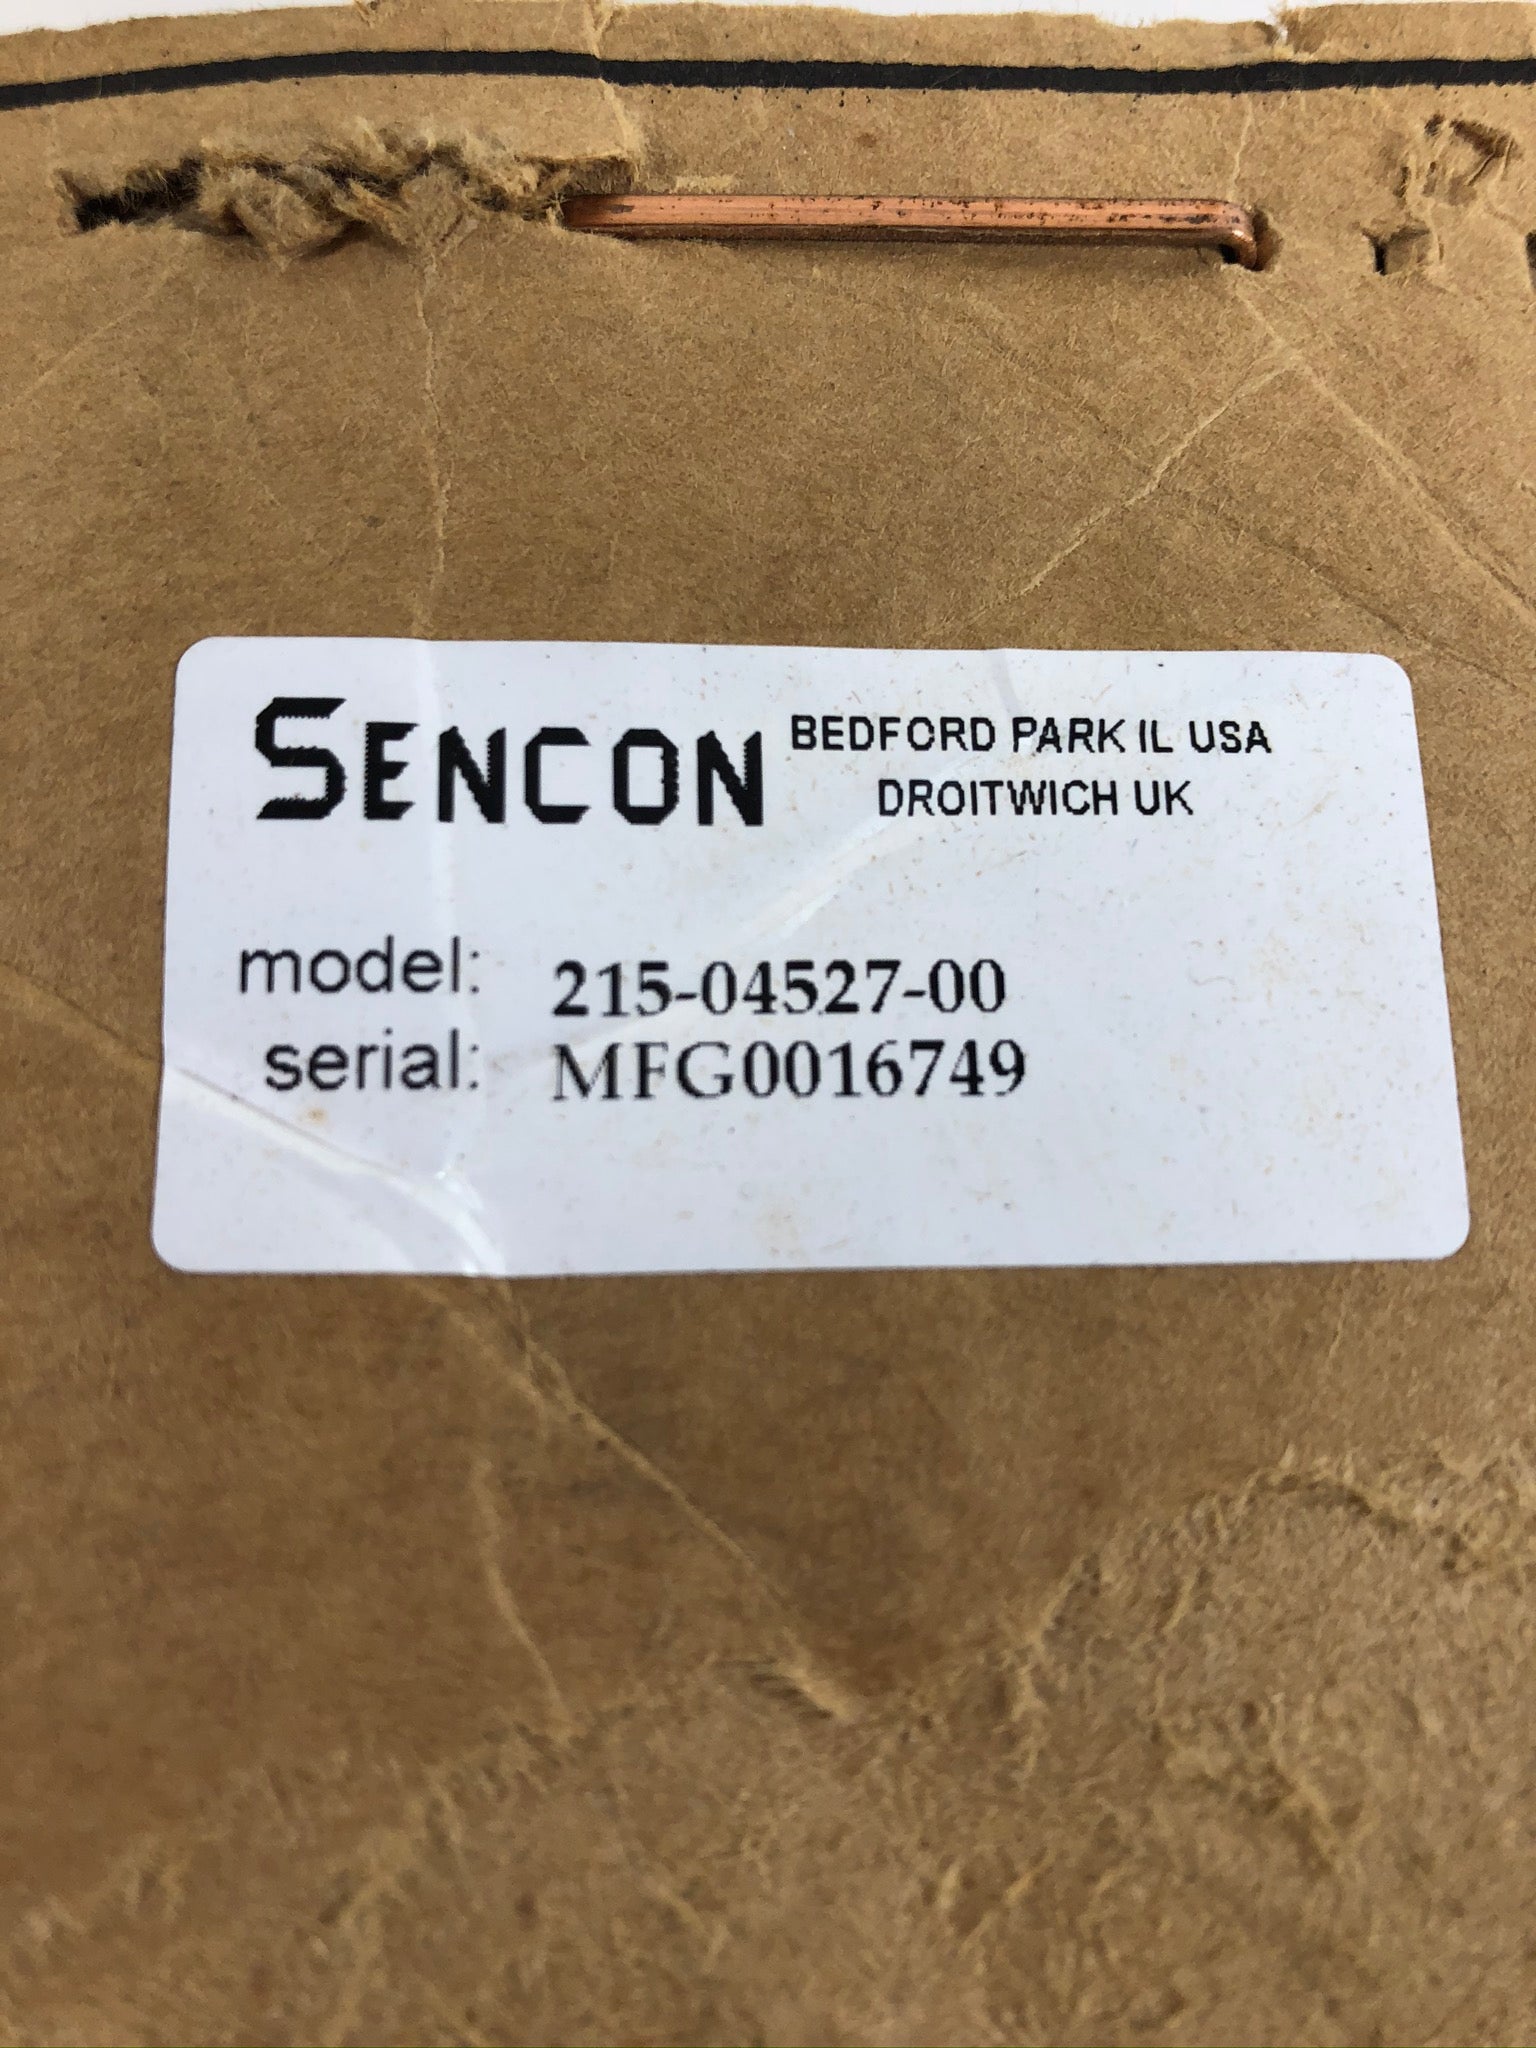 SENCON
BEDFORD PARK IL USA
DROITWICH UK
model: 215-04527-00
serial: MFG0016749